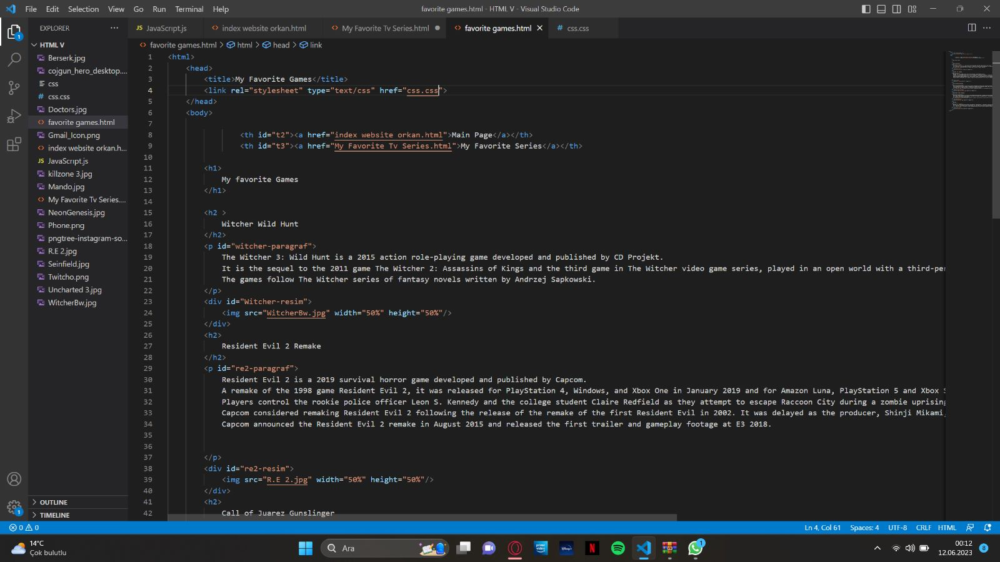 File Edit Selection View Go Run Terminal Help
favorite games.html - HTML V - Visual Studio Code
EXPLORER
JS JavaScript.js
<> index website orkan.html
<> My Favorite Tv Series.html
<> favorite games.html
# css.css
HTML V
Berserk.jpg
cojgun_hero_desktop....
css
# css.css
Doctors.jpg
<> favorite games.html
Gmail_Icon.png
<> index website orkan.h...
JS JavaScript.js
killzone 3.jpg
Mando.jpg
<> My Favorite Tv Series....
NeonGenesis.jpg
Phone.png
pngtree-instagram-so...
R.E 2.jpg
Seinfield.jpg
Twitcho.png
Uncharted 3.jpg
WitcherBw.jpg
OUTLINE
TIMELINE
<> favorite games.html > html > head > link
1 <html>
2 <head>
3 <title>My Favorite Games</title>
4 <link rel="stylesheet" type="text/css" href="css.css">
5 </head>
6 <body>
7
8 <th id="t2"><a href="index website orkan.html">Main Page</a></th>
9 <th id="t3"><a href="My Favorite Tv Series.html">My Favorite Series</a></th>
10
11 <h1>
12 My favorite Games
13 </h1>
14
15 <h2 >
16 Witcher Wild Hunt
17 </h2>
18 <p id="witcher-paragraf">
19 The Witcher 3: Wild Hunt is a 2015 action role-playing game developed and published by CD Projekt.
20 It is the sequel to the 2011 game The Witcher 2: Assassins of Kings and the third game in The Witcher video game series, played in an open world with a third-per
21 The games follow The Witcher series of fantasy novels written by Andrzej Sapkowski.
22 </p>
23 <div id="Witcher-resim">
24 <img src="WitcherBw.jpg" width="50%" height="50%"/>
25 </div>
26 <h2>
27 Resident Evil 2 Remake
28 </h2>
29 <p id="re2-paragraf">
30 Resident Evil 2 is a 2019 survival horror game developed and published by Capcom.
31 A remake of the 1998 game Resident Evil 2, it was released for PlayStation 4, Windows, and Xbox One in January 2019 and for Amazon Luna, PlayStation 5 and Xbox S
32 Players control the rookie police officer Leon S. Kennedy and the college student Claire Redfield as they attempt to escape Raccoon City during a zombie uprising
33 Capcom considered remaking Resident Evil 2 following the release of the remake of the first Resident Evil in 2002. It was delayed as the producer, Shinji Mikami,
34 Capcom announced the Resident Evil 2 remake in August 2015 and released the first trailer and gameplay footage at E3 2018.
35
36
37 </p>
38 <div id="re2-resim">
39 <img src="R.E 2.jpg" width="50%" height="50%"/>
40 </div>
41 <h2>
42 Call of Juarez Gunslinger
0 0
Ln 4, Col 61 Spaces: 4 UTF-8 CRLF HTML
14°C
Çok bulutlu
Ara
prime video
Disney+
N
1
00:12
12.06.2023
8